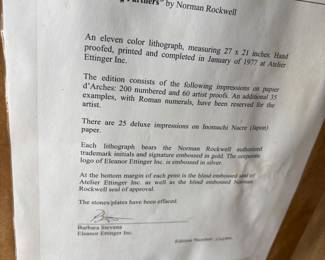 Partners" by Norman Rockwell
An eleven color lithograph, measuring 27 x 21 inches. Hand
proofed, printed and completed in January of 1977 at Atelier
Ettinger Inc.
The edition consists of the following impressions on paper
d'Arches: 200 numbered and 60 artist proofs. An additional 35
examples, with Roman numerals, have been reserved for the
artist.
There are 25 deluxe impressions on Inomachi Nacre (Japon)
paper.
Each lithograph bears the Norman Rockwell authorized
trademark initials and signature embossed in gold. The corporate
logo of Eleanor Ettinger Inc. is embossed in silver.
At the bottom margin of each print is the blind embossed seal of
Atelier Ettinger Inc. as well as the blind embossed Norman
Rockwell seal of approval.
The stones/plates have been effaced.
Barbara Stevens
Eleanor Ettinger Inc.
Edition Number: